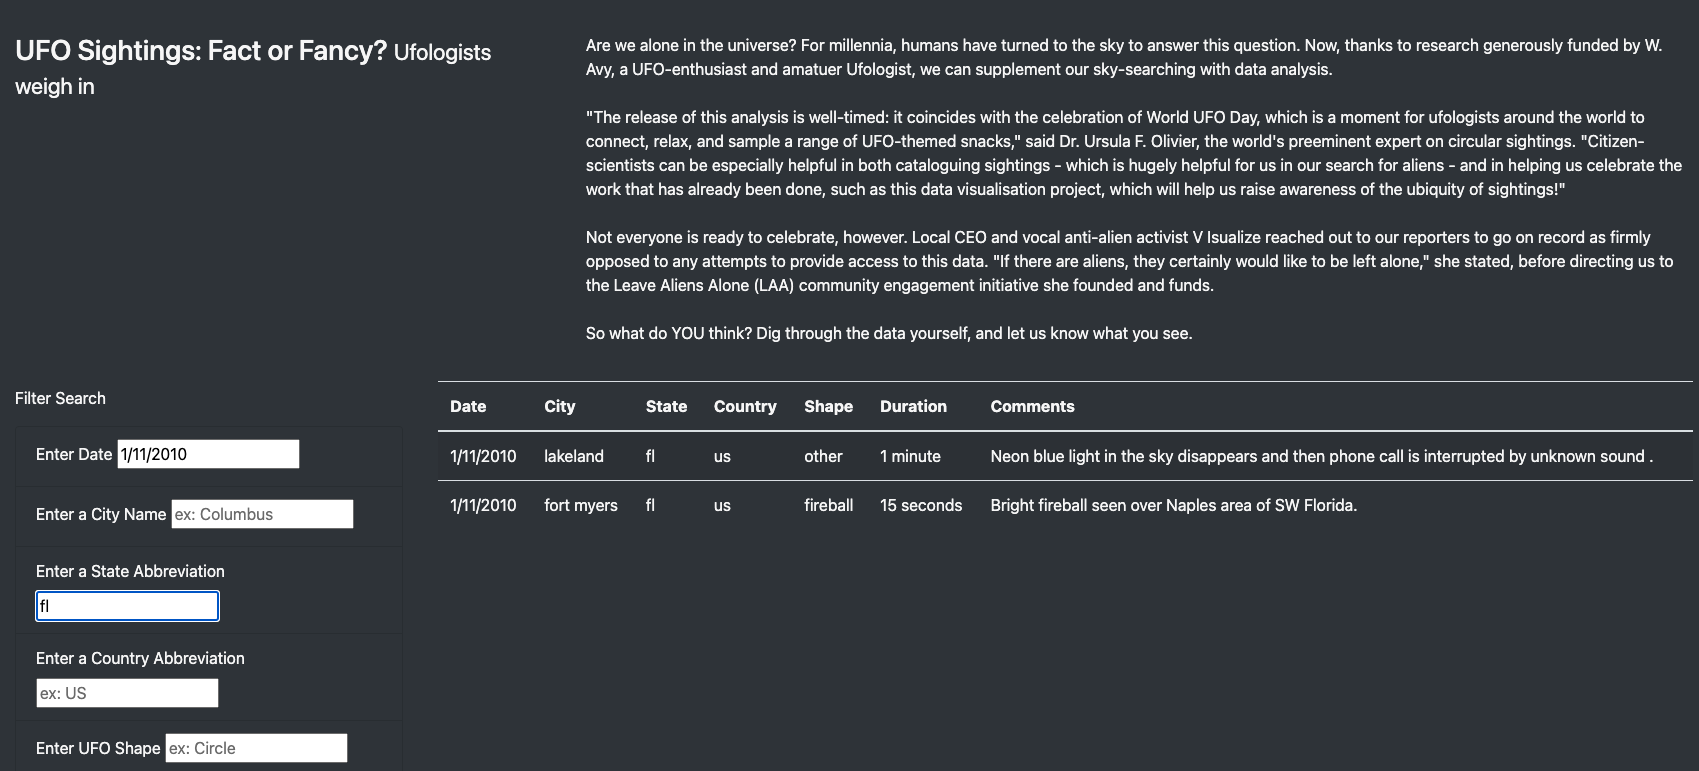 UFO Sightings: Fact or Fancy? Ufologists
weigh in
Are we alone in the universe? For millennia, humans have turned to the sky to answer this question. Now, thanks to research generously funded by W.
Avy, a UFO-enthusiast and amatuer Ufologist, we can supplement our sky-searching with data analysis.
"The release of this analysis is well-timed: it coincides with the celebration of World UFO Day, which is a moment for ufologists around the world to
connect, relax, and sample a range of UFO-themed snacks," said Dr. Ursula F. Olivier, the world's preeminent expert on circular sightings. "Citizen-
scientists can be especially helpful in both cataloguing sightings - which is hugely helpful for us in our search for aliens - and in helping us celebrate the
work that has already been done, such as this data visualisation project, which will help us raise awareness of the ubiquity of sightings!"
Not everyone is ready to celebrate, however. Local CEO and vocal anti-alien activist V Isualize reached out to our reporters to go on record as firmly
opposed to any attempts to provide access to this data. "If there are aliens, they certainly would like to be left alone," she stated, before directing us to
the Leave Aliens Alone (LAA) community engagement initiative she founded and funds.
So what do YOU think? Dig through the data yourself, and let us know what you see.
Filter Search
Enter Date 1/11/2010
Enter a City Name ex: Columbus
Enter a State Abbreviation
fl
Enter a Country Abbreviation
ex: US
Enter UFO Shape ex: Circle
Date City State Country Shape Duration Comments
1/11/2010 lakeland fl us other 1 minute Neon blue light in the sky disappears and then phone call is interrupted by unknown sound .
1/11/2010 fort myers fl us fireball 15 seconds Bright fireball seen over Naples area of SW Florida.